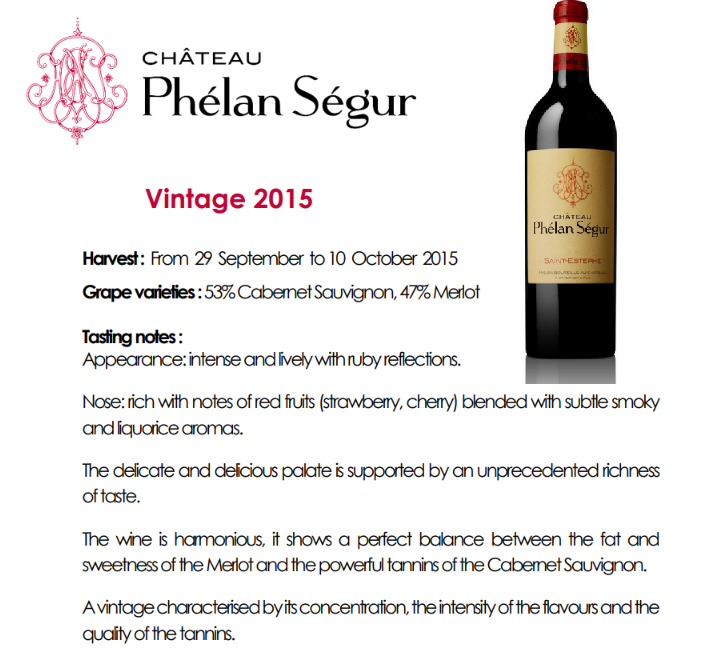 CHÂTEAU
Phélan Ségur
Vintage 2015
Harvest : From 29 September to 10 October 2015
Grape varieties : 53% Cabernet Sauvignon, 47% Merlot
Tasting notes :
Appearance: intense and lively with ruby reflections.
Nose: rich with notes of red fruits (strawberry, cherry) blended with subtle smoky
and liquorice aromas.
The delicate and delicious palate is supported by an unprecedented richness
of taste.
The wine is harmonious, it shows a perfect balance between the fat and
sweetness of the Merlot and the powerful tannins of the Cabernet Sauvignon.
A vintage characterised by its concentration, the intensity of the flavours and the
quality of the tannins.
CHÂTEAU
Phélan Ségur
SAINT-ESTÈPHE